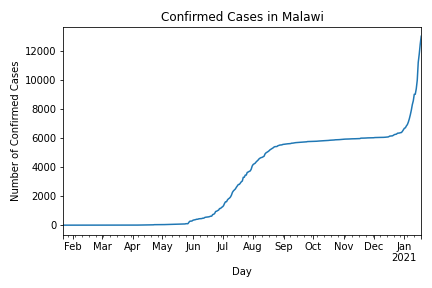 Confirmed Cases in Malawi
Number of Confirmed Cases
12000
10000
8000
6000
4000
2000
0
Feb Mar Apr May Jun Jul Aug Sep Oct Nov Dec Jan
2021
Day